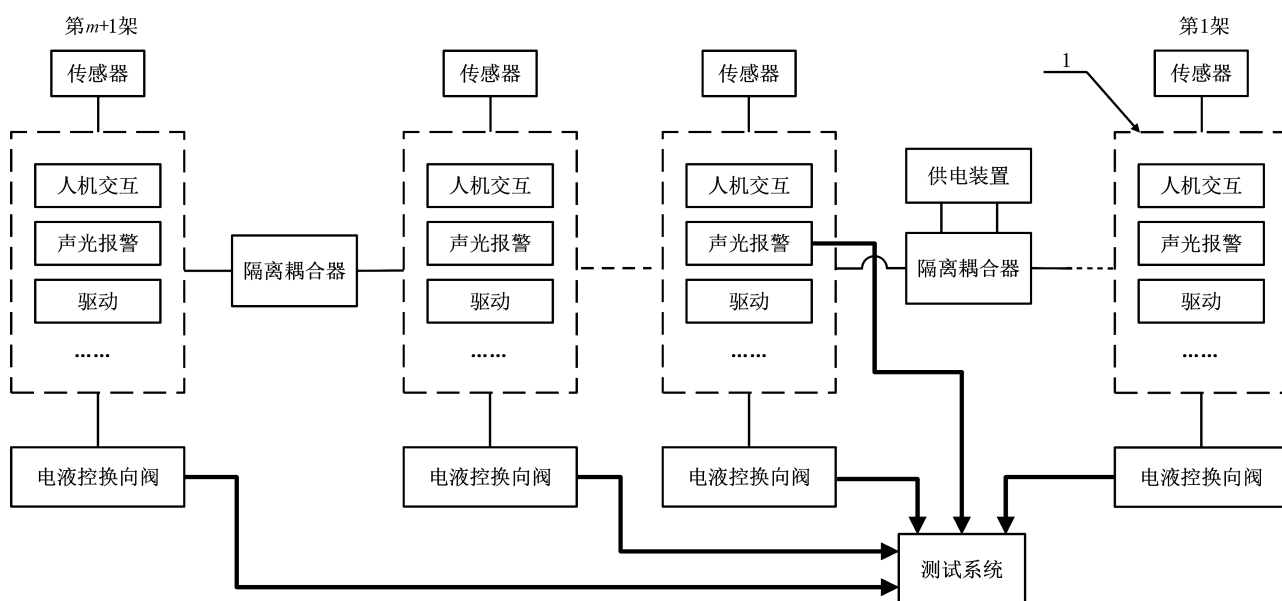 第m+1架
第1架
传感器
传感器
传感器
1
传感器
人机交互
声光报警
驱动
……
隔离耦合器
人机交互
声光报警
驱动
……
人机交互
声光报警
驱动
……
供电装置
隔离耦合器
人机交互
声光报警
驱动
……
电液控换向阀
电液控换向阀
电液控换向阀
电液控换向阀
测试系统